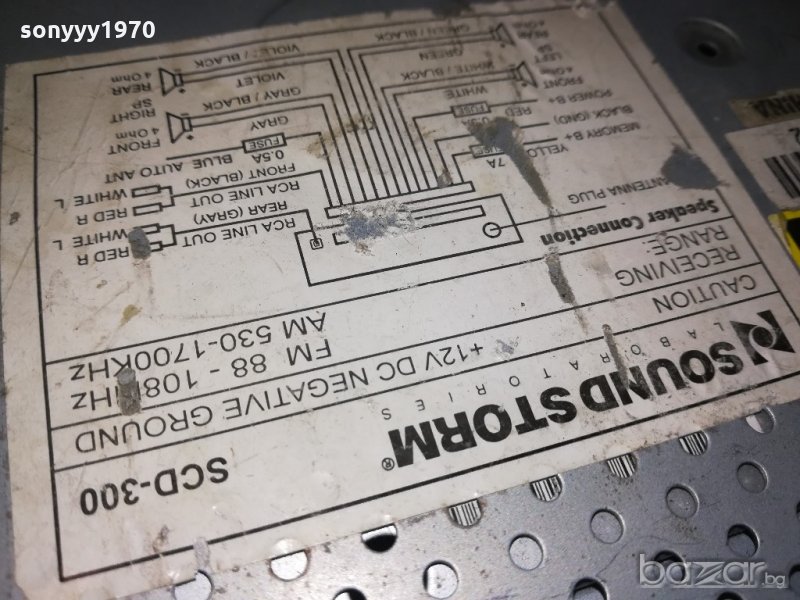 sonyyy1970
SOUNDSTORM®
LABORATORIES
SCD-300
CAUTION
+12V DC NEGATIVE GROUND
RECEIVING
RANGE:
FM 88 - 108MHz
AM 530-1700KHz
Speaker Connection
ANTENNA PLUG
RCA LINE OUT
REAR (GRAY)
RED R
WHITE L
RCA LINE OUT
FRONT (BLACK)
RED R
WHITE L
MEMORY B+
7A
FUSE
YELLOW
BLACK (GND)
POWER B+
FUSE
RED
0.5A
BLUE AUTO ANT
FUSE
FRONT
4 Ohm
LEFT
SP
REAR
4 Ohm
WHITE
WHITE / BLACK
GREEN
GREEN / BLACK
FRONT
4 Ohm
RIGHT
SP
REAR
4 Ohm
GRAY
GRAY / BLACK
VIOLET
VIOLET / BLACK
bazar.bg